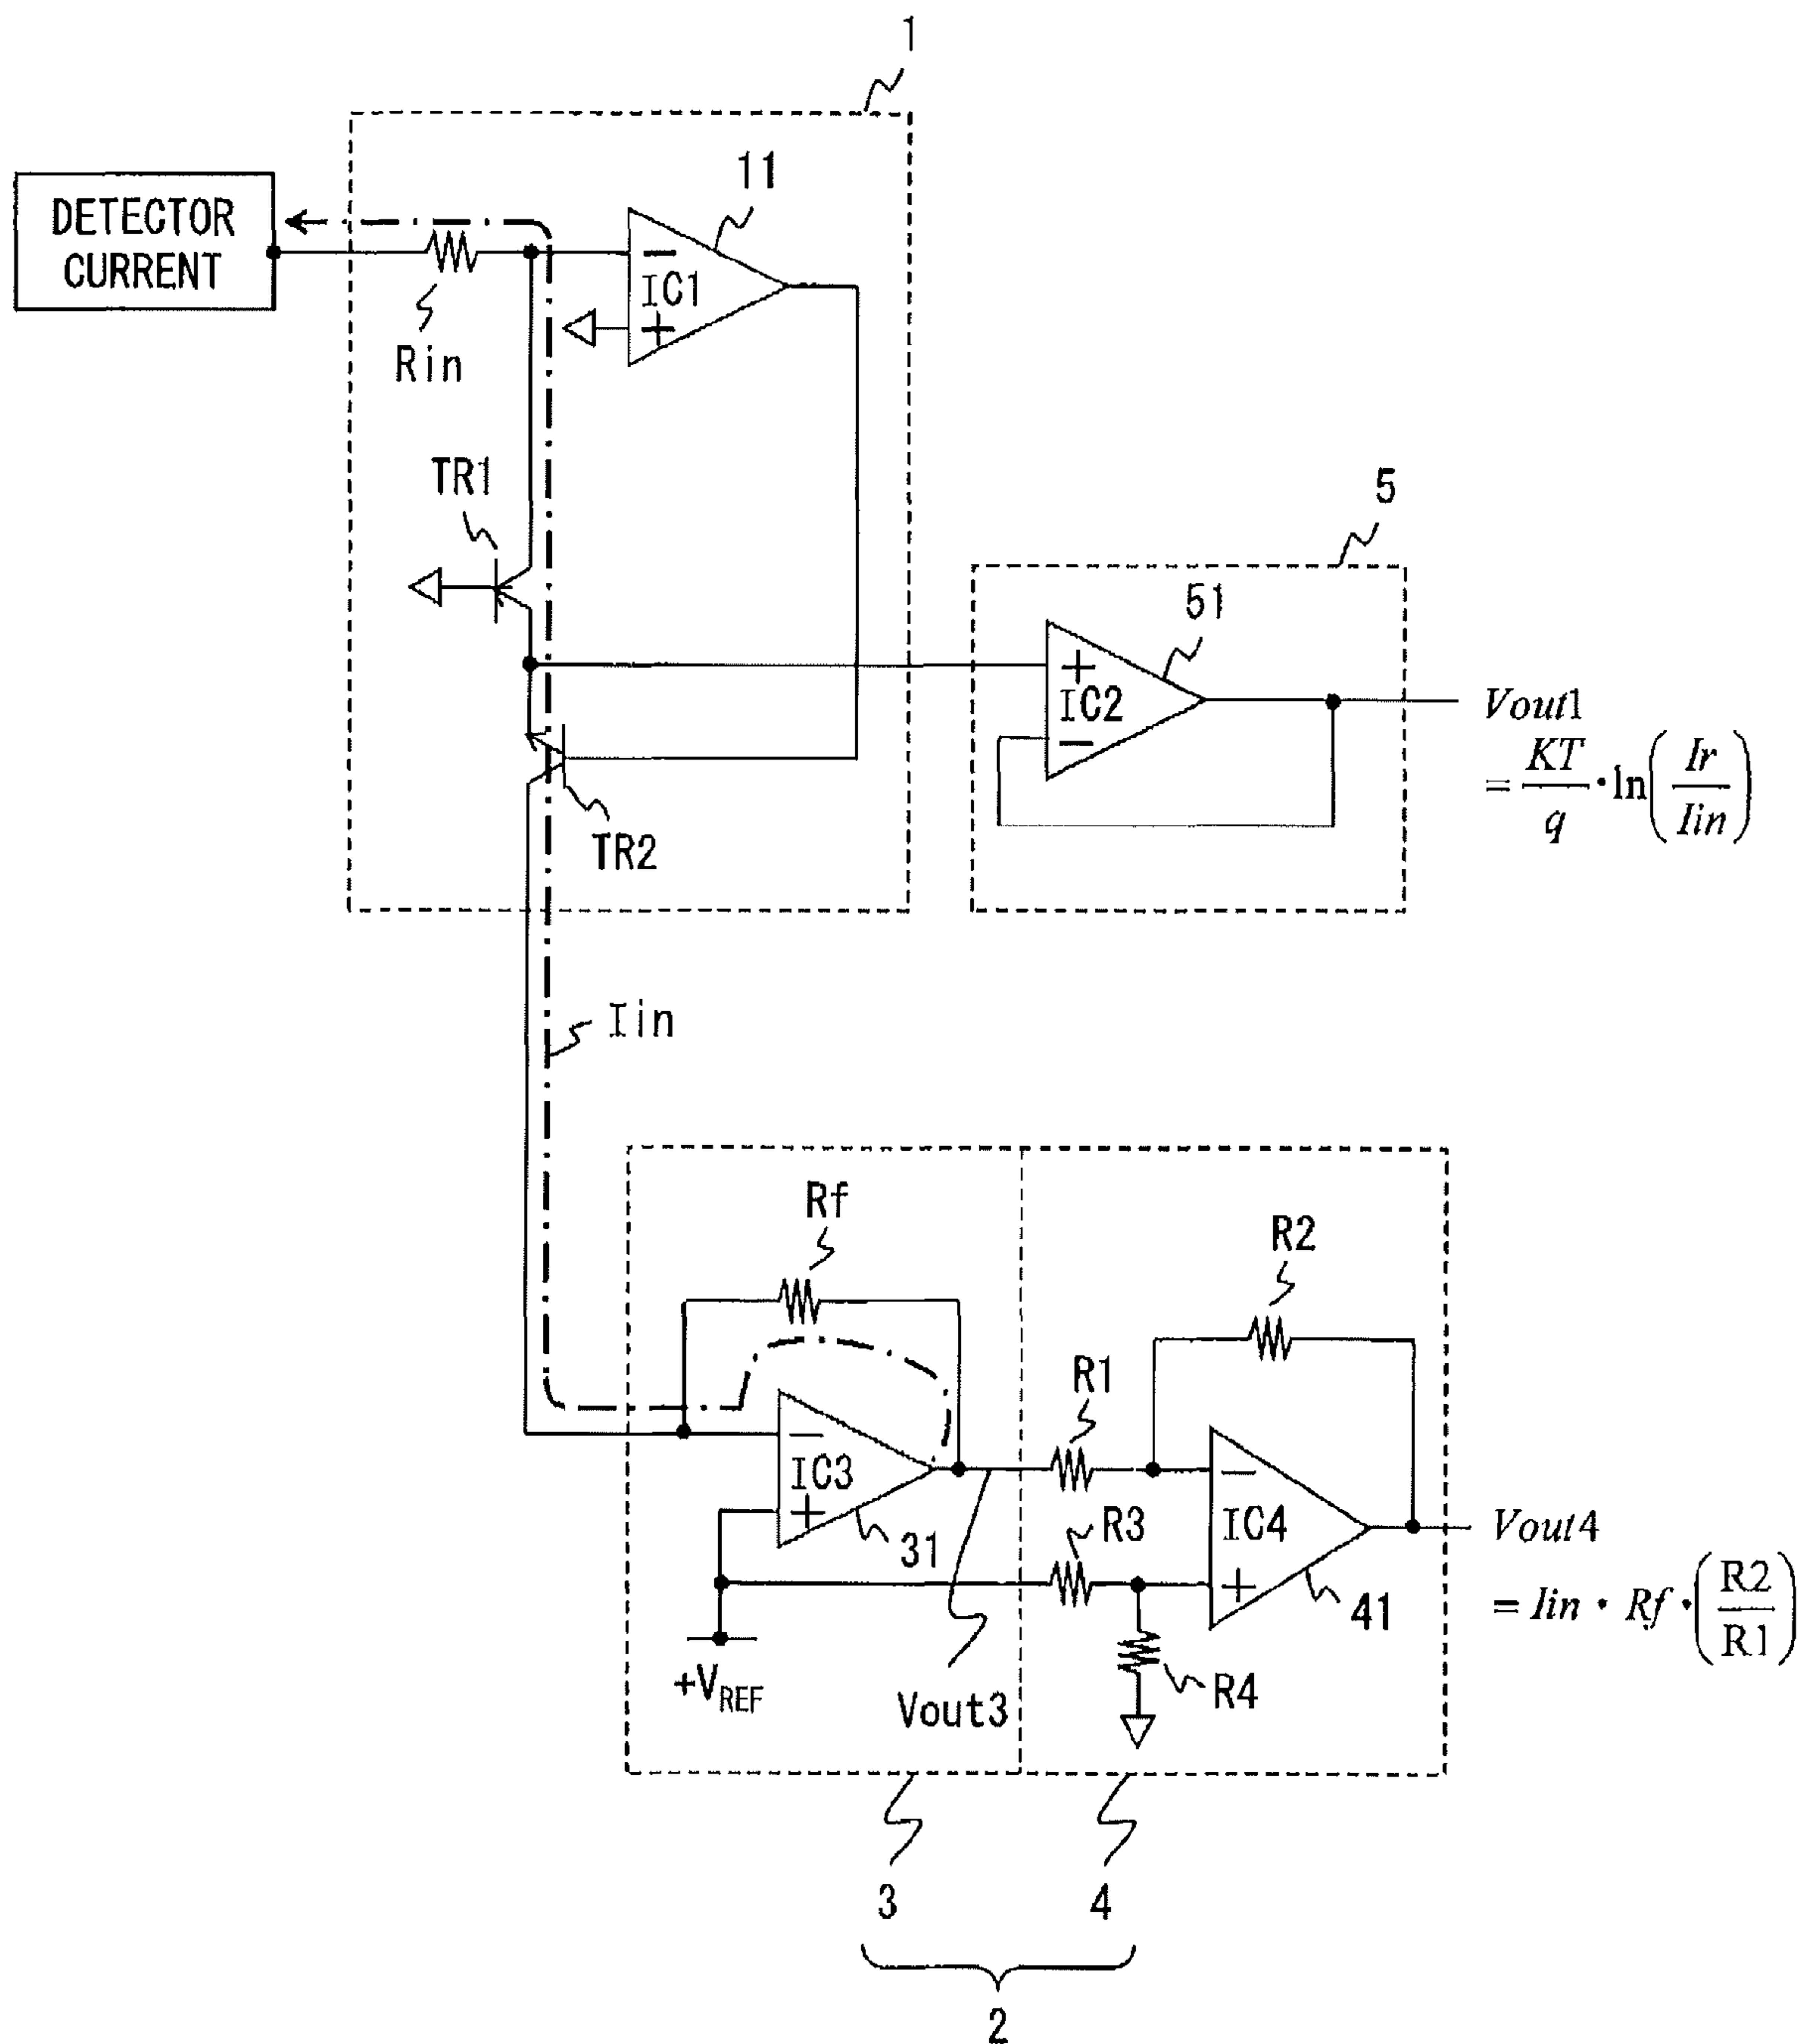 1
11
DETECTOR
CURRENT
−
IC1
+
Rin
TR1
5
51
+
IC2
−
Vout1
= KT/q · ln(Ir/Iin)
TR2
Iin
Rf
R2
R1
−
IC3
+
31
R3
−
IC4
+
41
Vout4
= Iin · Rf · (R2/R1)
+VREF
Vout3
R4
3
4
2